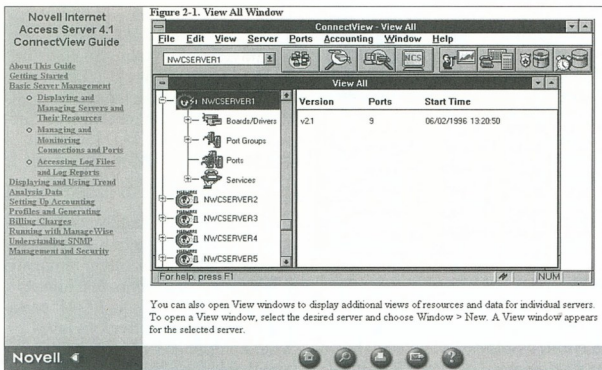 Novell Internet
Access Server 4.1
ConnectView Guide
About This Guide
Getting Started
Basic Server Management
Displaying and
Managing Servers and
Their Resources
Managing and
Monitoring
Connections and Ports
Accessing Log Files
and Log Reports
Displaying and Using Trend
Analysis Data
Setting Up Accounting
Profiles and Generating
Billing Charges
Running with ManageWise
Understanding SNMP
Management and Security
Novell.
Figure 2-1. View All Window
ConnectView - View All
File Edit View Server Ports Accounting Window Help
NWCSERVER1
NCS
View All
NWCSERVER1
Boards/Drivers
Port Groups
Ports
Services
NWCSERVER2
NWCSERVER3
NWCSERVER4
NWCSERVER5
Version Ports Start Time
v2.1 9 06/02/1996 13:20:50
For help, press F1
NUM
You can also open View windows to display additional views of resources and data for individual servers.
To open a View window, select the desired server and choose Window > New. A View window appears
for the selected server.